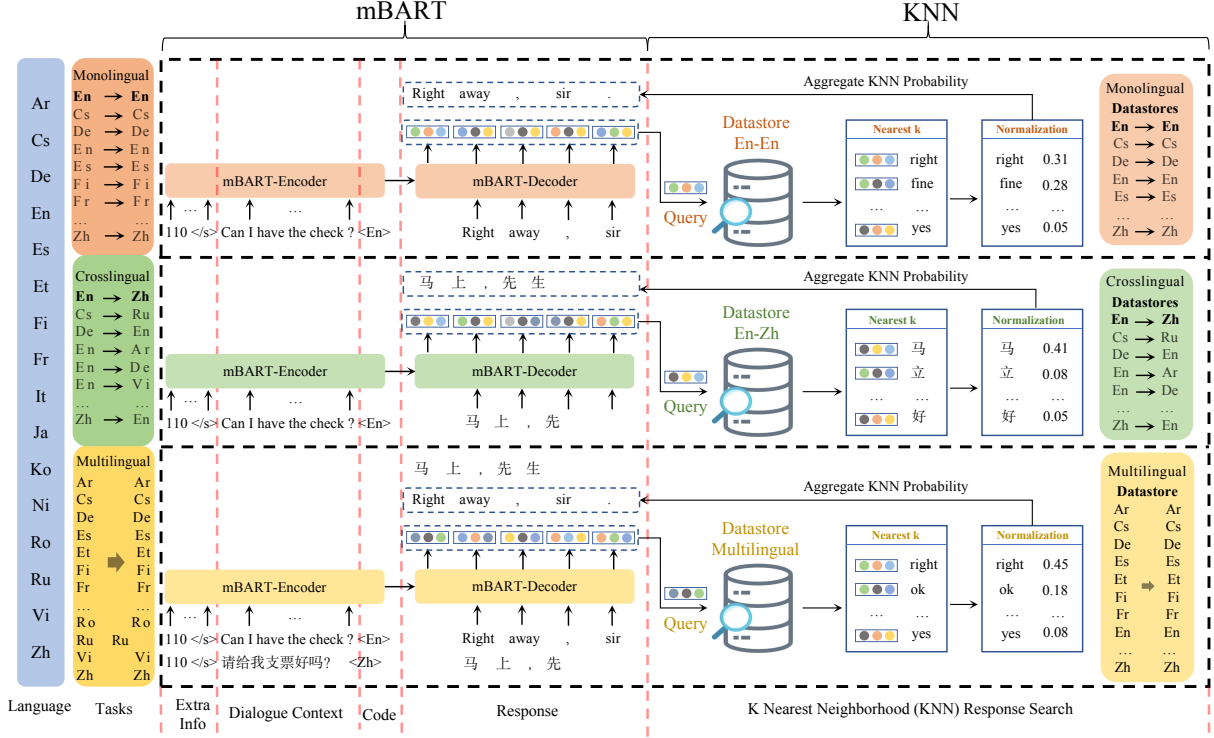 mBART
KNN
Ar
Cs
De
En
Es
Et
Fi
Fr
It
Ja
Ko
Ni
Ro
Ru
Vi
Zh
Language
Monolingual
En → En
Cs → Cs
De → De
En → En
Es → Es
Fi → Fi
Fr → Fr
... ...
Zh → Zh
Crosslingual
En → Zh
Cs → Ru
De → En
En → Ar
En → De
En → Vi
... ...
Zh → En
Multilingual
Ar Ar
Cs Cs
De De
Es Es
Et Et
Fi Fi
Fr Fr
... ...
Ro Ro
Ru Ru
Vi Vi
Zh Zh
Tasks
Right away , sir .
mBART-Encoder
mBART-Decoder
... ...
110 </s> Can I have the check ? <En>
Right away , sir
Aggregate KNN Probability
Datastore
En-En
Query
Nearest k
right
fine
... ...
yes
Normalization
right 0.31
fine 0.28
... ...
yes 0.05
Monolingual
Datastores
En → En
Cs → Cs
De → De
En → En
Es → Es
... ...
Zh → Zh
马 上 , 先 生
mBART-Encoder
mBART-Decoder
... ...
110 </s> Can I have the check ? <En>
马 上 , 先
Aggregate KNN Probability
Datastore
En-Zh
Query
Nearest k
马
立
... ...
好
Normalization
马 0.41
立 0.08
... ...
好 0.05
Crosslingual
Datastores
En → Zh
Cs → Ru
De → En
En → Ar
En → De
... ...
Zh → En
马 上 , 先 生
Right away , sir .
mBART-Encoder
mBART-Decoder
... ...
110 </s> Can I have the check ? <En>
110 </s> 请给我支票好吗? <Zh>
Right away , sir
马 上 , 先
Aggregate KNN Probability
Datastore
Multilingual
Query
Nearest k
right
ok
... ...
yes
Normalization
right 0.45
ok 0.18
... ...
yes 0.08
Multilingual
Datastore
Ar Ar
Cs Cs
De De
Es Es
Et Et
Fi Fi
Fr Fr
En En
... ...
Zh Zh
Extra
Info
Dialogue Context
Code
Response
K Nearest Neighborhood (KNN) Response Search